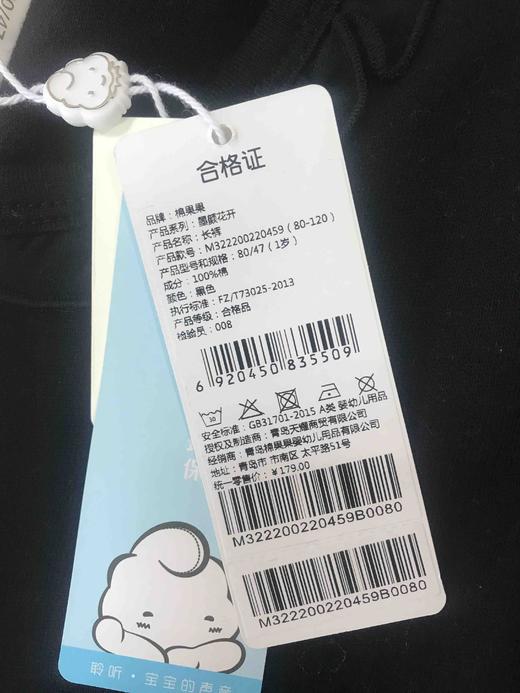 合格证
品牌：棉果果
产品系列：墨颜花开
产品名称：长裤
产品款号：M322200220459（80-120）
产品型号和规格：80/47（1岁）
成分：100%棉
颜色：黑色
执行标准：FZ/T73025-2013
产品等级：合格品
检验员：008
6 920450 835509
30
安全标准：GB31701-2015 A类 婴幼儿用品
授权及制造商：青岛天耀商贸有限公司
经销商：青岛棉果果婴幼儿用品有限公司
地址：青岛市 市南区 太平路51号
统一零售价：￥179.00
M322200220459B0080
M322200220459B0080
保
聆听·宝宝的声音